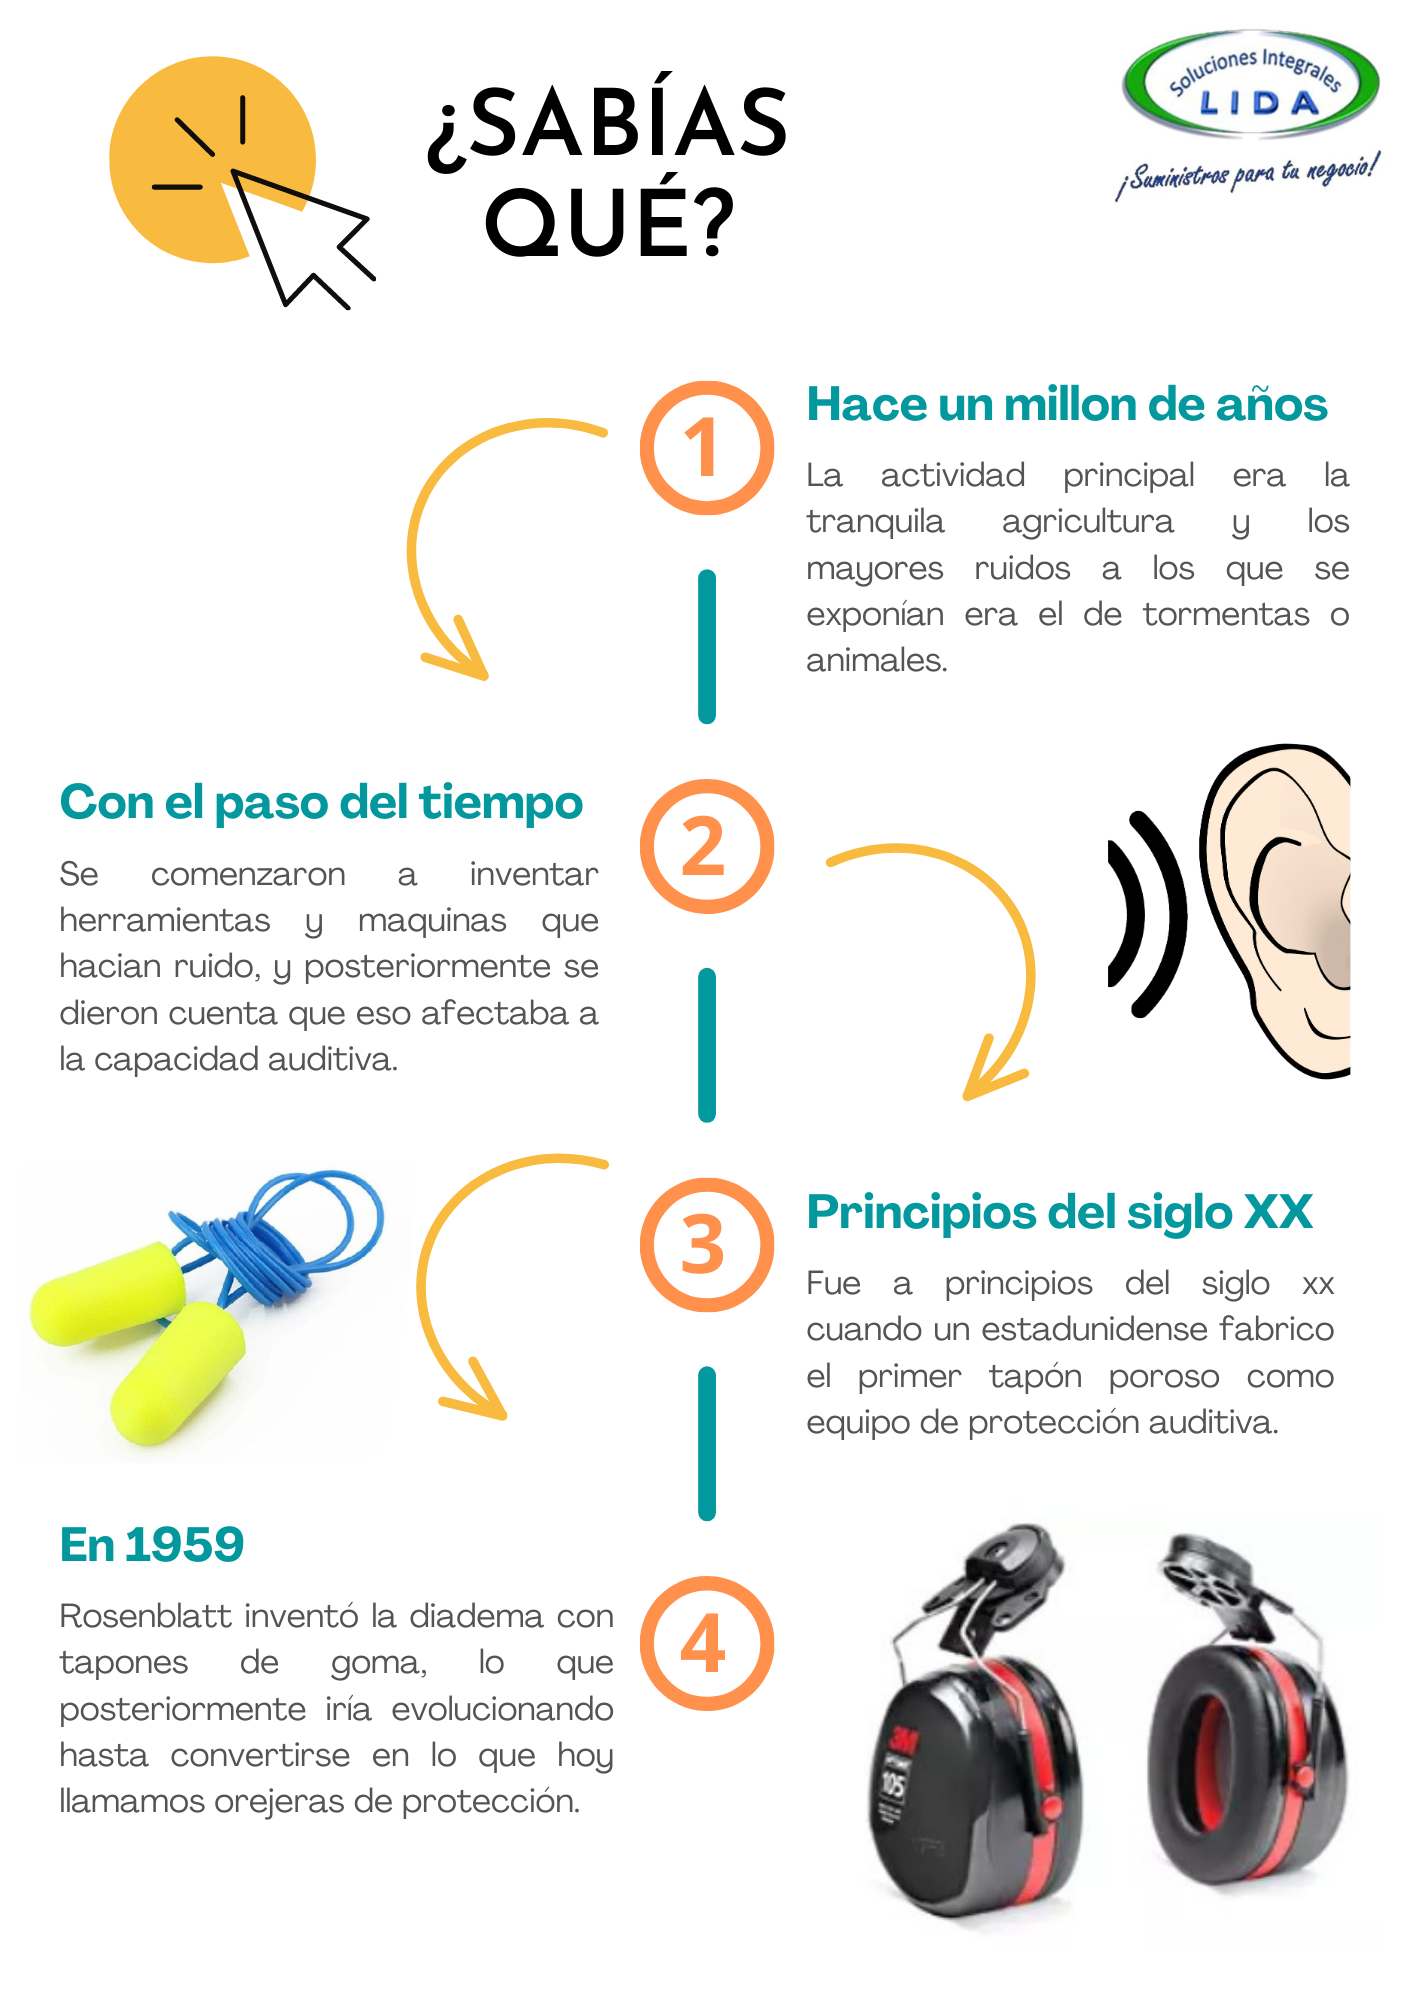 ¿SABÍAS
QUÉ?
Soluciones Integrales
LIDA
¡Suministros para tu negocio!
1
Hace un millon de años
La actividad principal era la
tranquila agricultura y los
mayores ruidos a los que se
exponían era el de tormentas o
animales.
Con el paso del tiempo
2
Se comenzaron a inventar
herramientas y maquinas que
hacian ruido, y posteriormente se
dieron cuenta que eso afectaba a
la capacidad auditiva.
3
Principios del siglo XX
Fue a principios del siglo xx
cuando un estadunidense fabrico
el primer tapón poroso como
equipo de protección auditiva.
En 1959
4
Rosenblatt inventó la diadema con
tapones de goma, lo que
posteriormente iría evolucionando
hasta convertirse en lo que hoy
llamamos orejeras de protección.
3M
105